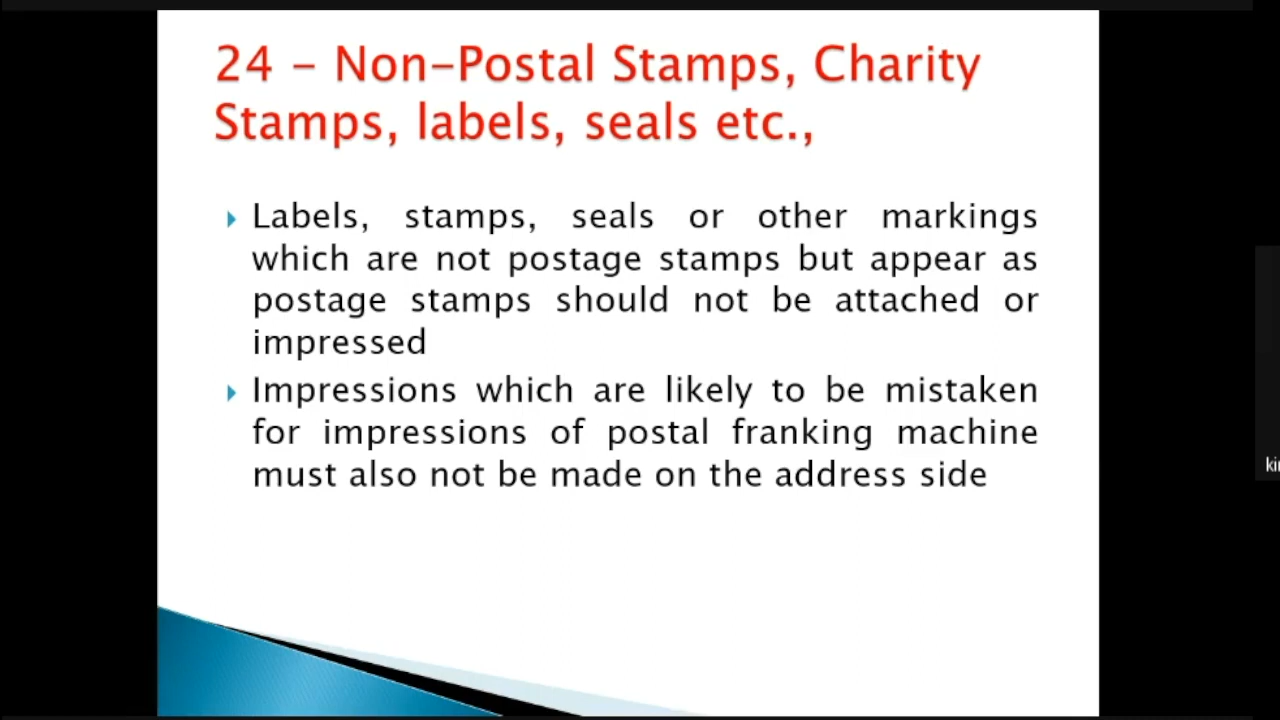 24 – Non-Postal Stamps, Charity
Stamps, labels, seals etc.,
Labels, stamps, seals or other markings
which are not postage stamps but appear as
postage stamps should not be attached or
impressed
Impressions which are likely to be mistaken
for impressions of postal franking machine
must also not be made on the address side